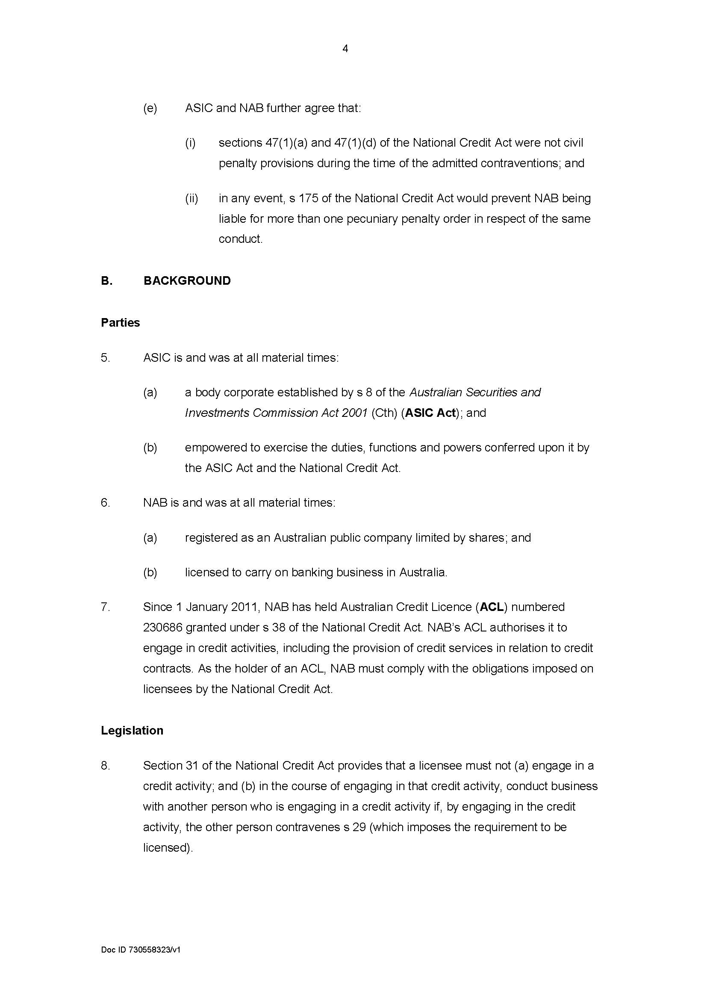 4
(e) ASIC and NAB further agree that:
(i) sections 47(1)(a) and 47(1)(d) of the National Credit Act were not civil
penalty provisions during the time of the admitted contraventions; and
(ii) in any event, s 175 of the National Credit Act would prevent NAB being
liable for more than one pecuniary penalty order in respect of the same
conduct.
B. BACKGROUND
Parties
5. ASIC is and was at all material times:
(a) a body corporate established by s 8 of the Australian Securities and
Investments Commission Act 2001 (Cth) (ASIC Act); and
(b) empowered to exercise the duties, functions and powers conferred upon it by
the ASIC Act and the National Credit Act.
6. NAB is and was at all material times:
(a) registered as an Australian public company limited by shares; and
(b) licensed to carry on banking business in Australia.
7. Since 1 January 2011, NAB has held Australian Credit Licence (ACL) numbered
230686 granted under s 38 of the National Credit Act. NAB’s ACL authorises it to
engage in credit activities, including the provision of credit services in relation to credit
contracts. As the holder of an ACL, NAB must comply with the obligations imposed on
licensees by the National Credit Act.
Legislation
8. Section 31 of the National Credit Act provides that a licensee must not (a) engage in a
credit activity; and (b) in the course of engaging in that credit activity, conduct business
with another person who is engaging in a credit activity if, by engaging in the credit
activity, the other person contravenes s 29 (which imposes the requirement to be
licensed).
Doc ID 730558323/v1